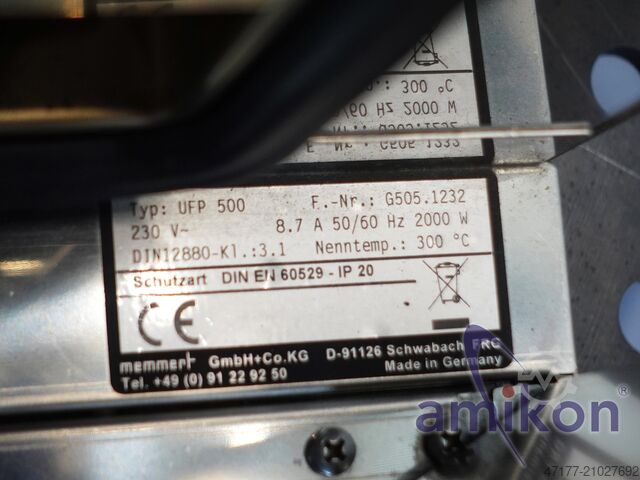 Typ: UFP 500 F.-Nr.: G505.1232
230 V~ 8.7 A 50/60 Hz 2000 W
DIN12880-Kl.:3.1 Nenntemp.: 300 °C
Schutzart DIN EN 60529 - IP 20
CE
memmert GmbH+Co.KG D-91126 Schwabach FRG
Tel. +49 (0) 91 22 92 50 Made in Germany
amikon®
47177-21027692